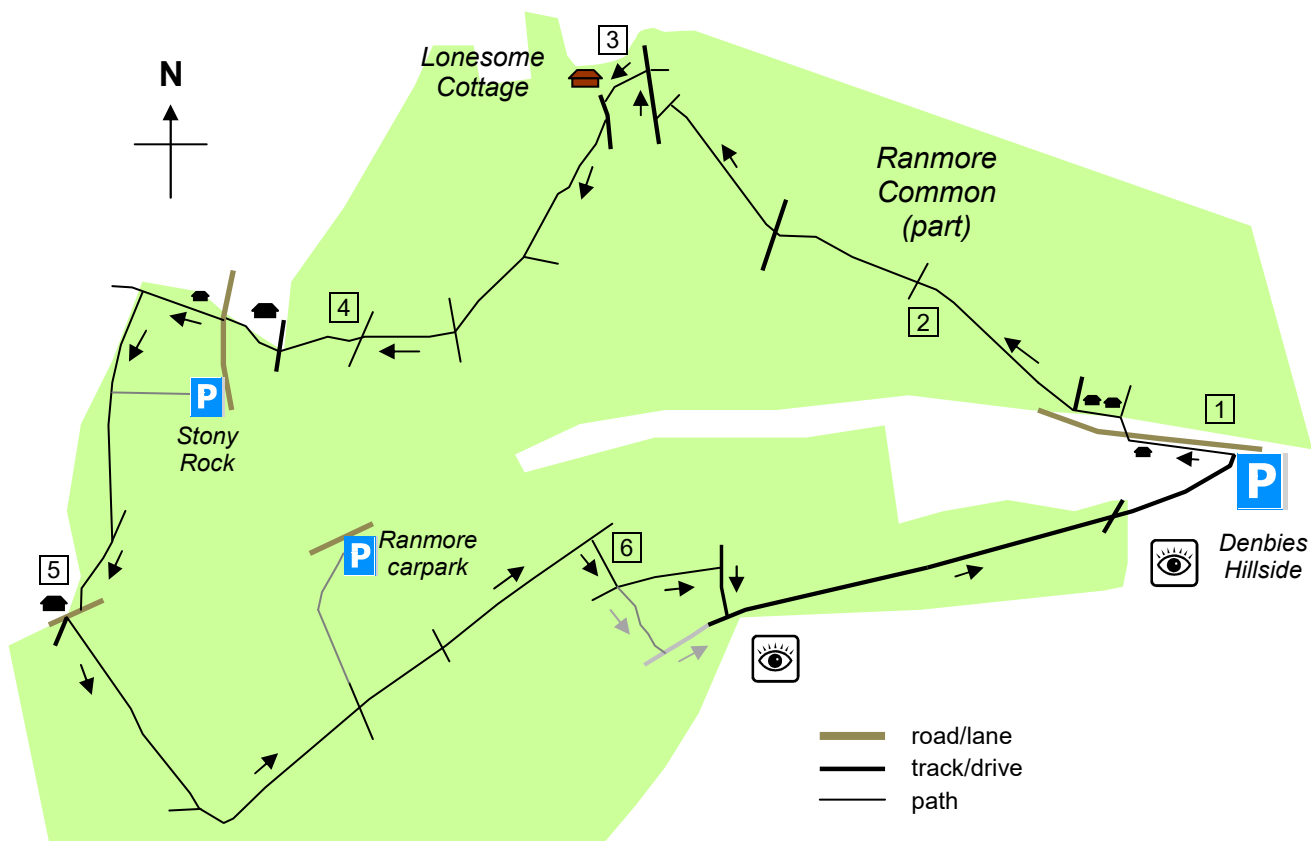 3
Lonesome
Cottage
N
Ranmore
Common
(part)
4
2
P
Stony
Rock
1
P
Denbies
Hillside
P
Ranmore
carpark
6
5
road/lane
track/drive
path